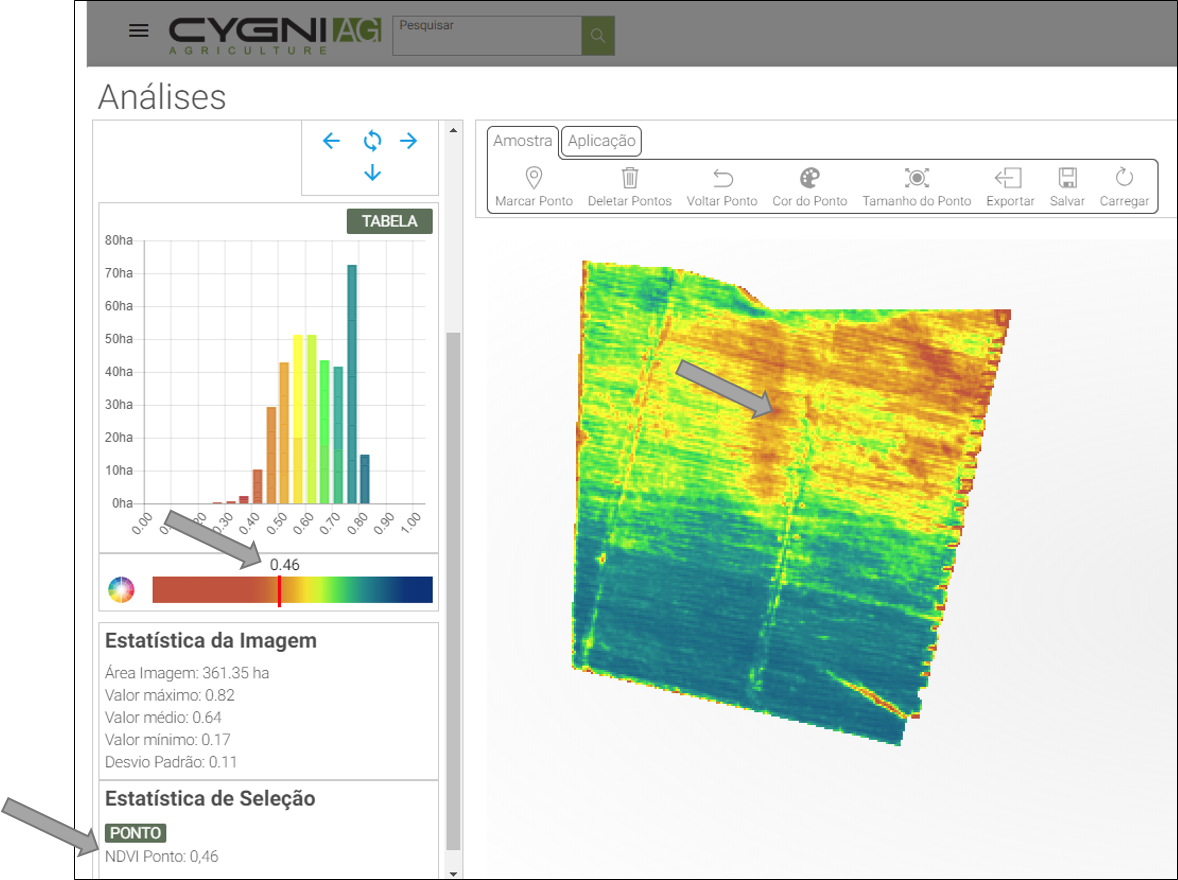 CYGNI AG
AGRICULTURE
Pesquisar
Análises
Amostra Aplicação
Marcar Ponto Deletar Pontos Voltar Ponto Cor do Ponto Tamanho do Ponto Exportar Salvar Carregar
TABELA
80ha
70ha
60ha
50ha
40ha
30ha
20ha
10ha
0ha
0.00 0.30 0.40 0.50 0.60 0.70 0.80 0.90 1.00
0.46
Estatística da Imagem
Área Imagem: 361.35 ha
Valor máximo: 0.82
Valor médio: 0.64
Valor mínimo: 0.17
Desvio Padrão: 0.11
Estatística de Seleção
PONTO
NDVI Ponto: 0,46